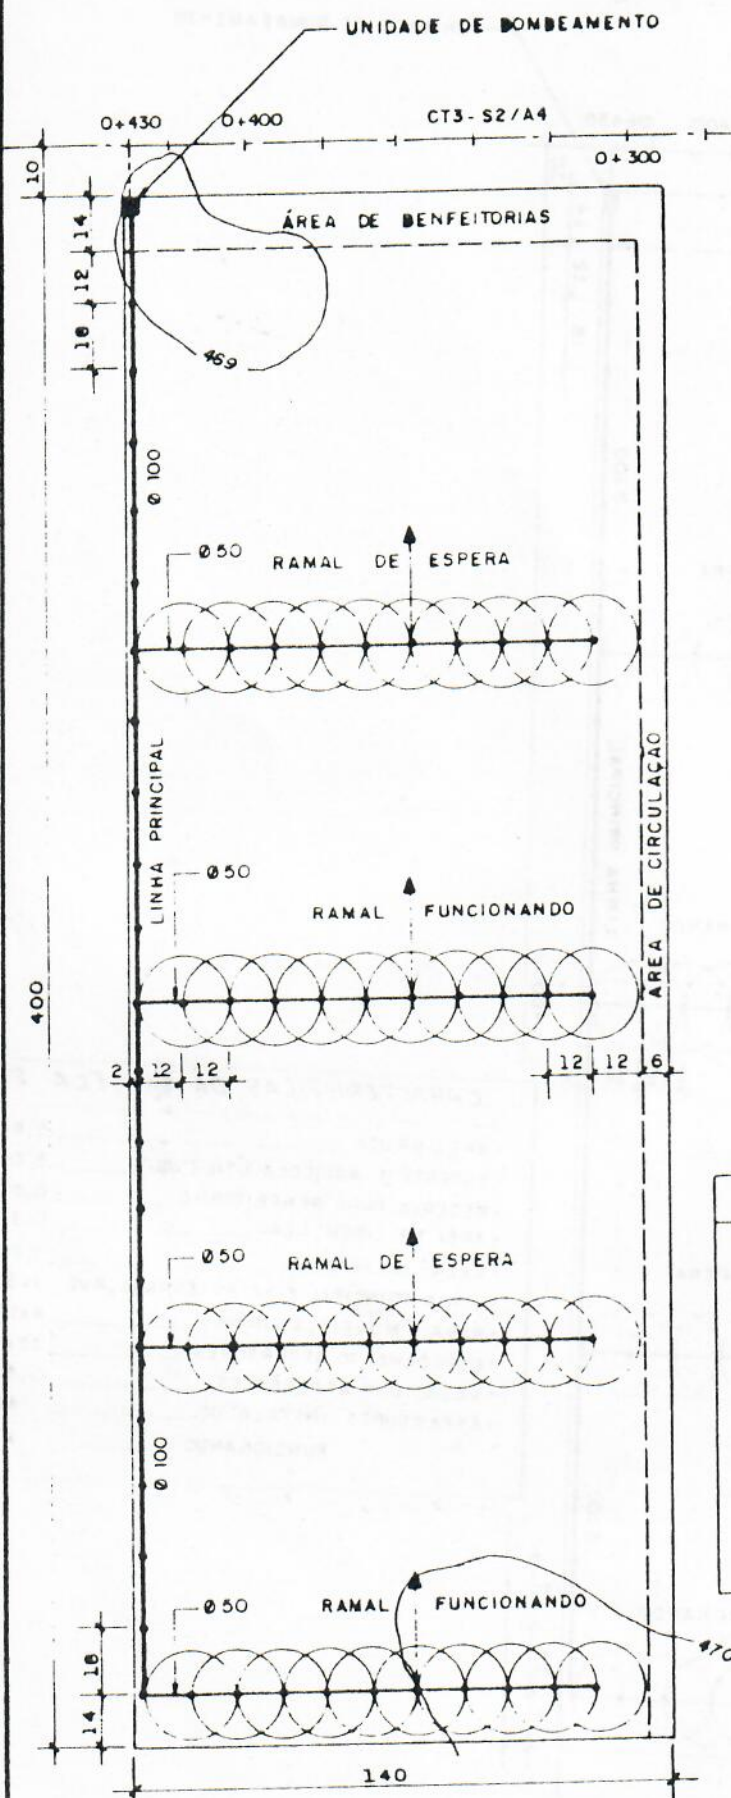 UNIDADE DE BOMBEAMENTO
0+430
0+400
CT3-S2/A4
0+300
10
ÁREA DE BENFEITORIAS
14
12
18
469
Ø 100
Ø 50
RAMAL DE ESPERA
LINHA PRINCIPAL
ÁREA DE CIRCULAÇAO
Ø 50
RAMAL FUNCIONANDO
400
2
12
12
12
12
6
Ø 50
RAMAL DE ESPERA
Ø 100
Ø 50
RAMAL FUNCIONANDO
470
18
14
140